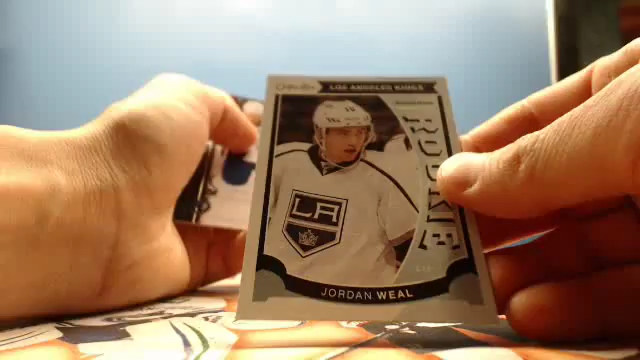 O-Pee-Chee
LOS ANGELES KINGS
ROOKIE
LA
JORDAN WEAL